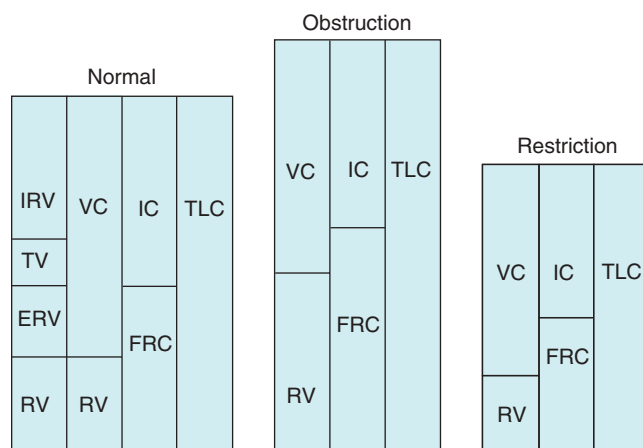 Obstruction
Normal
Restriction
IRV
VC
IC
TLC
TV
ERV
FRC
RV
RV
VC
IC
TLC
FRC
RV
VC
IC
TLC
FRC
RV